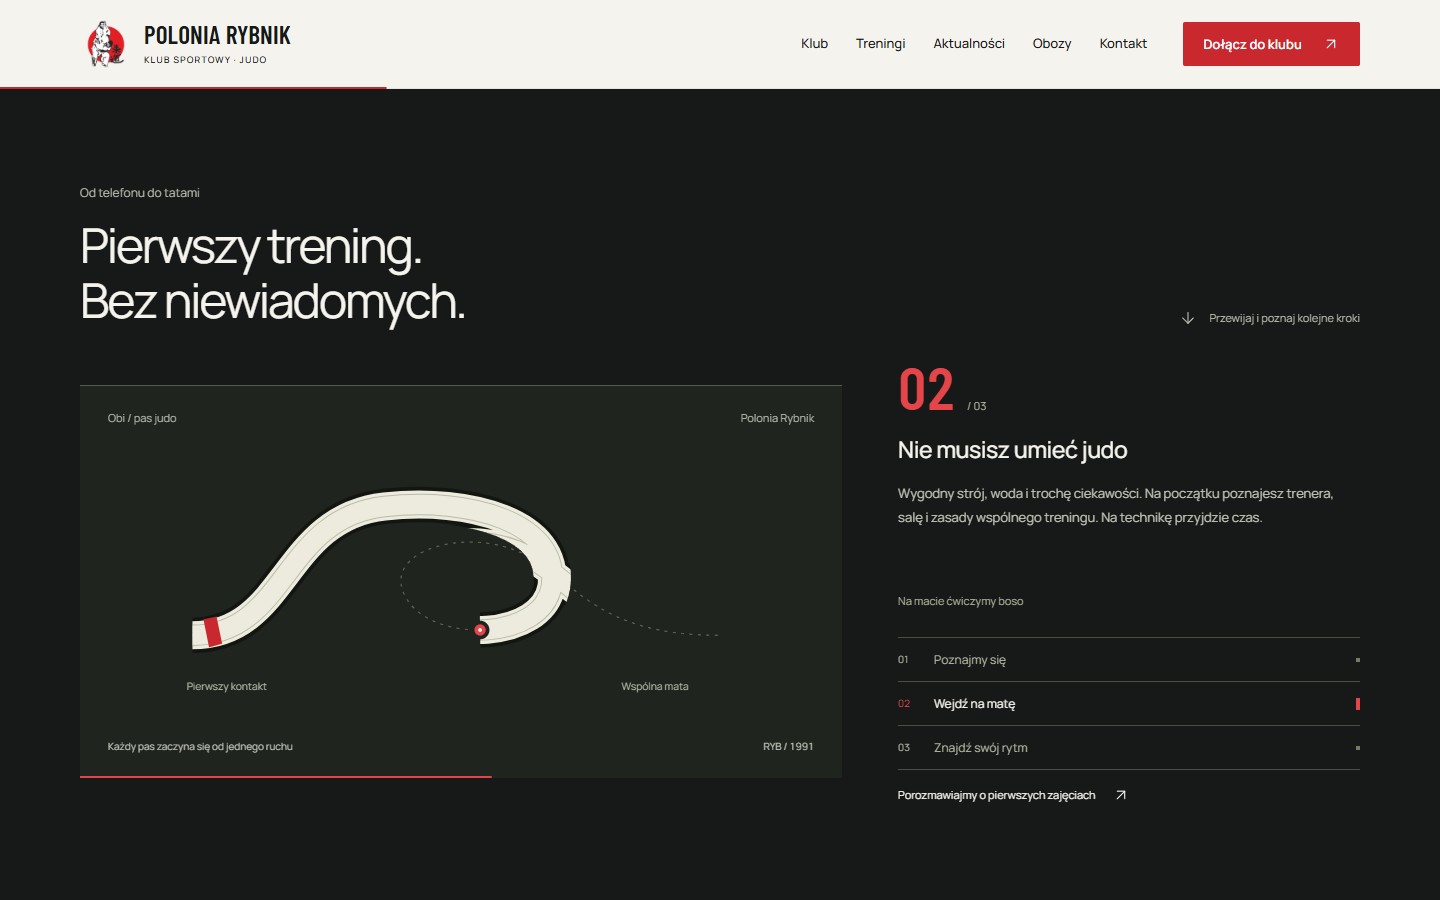 POLONIA RYBNIK
KLUB SPORTOWY · JUDO
Klub
Treningi
Aktualności
Obozy
Kontakt
Dołącz do klubu
Od telefonu do tatami
Pierwszy trening.
Bez niewiadomych.
Przewijaj i poznaj kolejne kroki
Obi / pas judo
Polonia Rybnik
Pierwszy kontakt
Wspólna mata
Każdy pas zaczyna się od jednego ruchu
RYB / 1991
02 / 03
Nie musisz umieć judo
Wygodny strój, woda i trochę ciekawości. Na początku poznajesz trenera,
salę i zasady wspólnego treningu. Na technikę przyjdzie czas.
Na macie ćwiczymy boso
01 Poznajmy się
02 Wejdź na matę
03 Znajdź swój rytm
Porozmawiajmy o pierwszych zajęciach